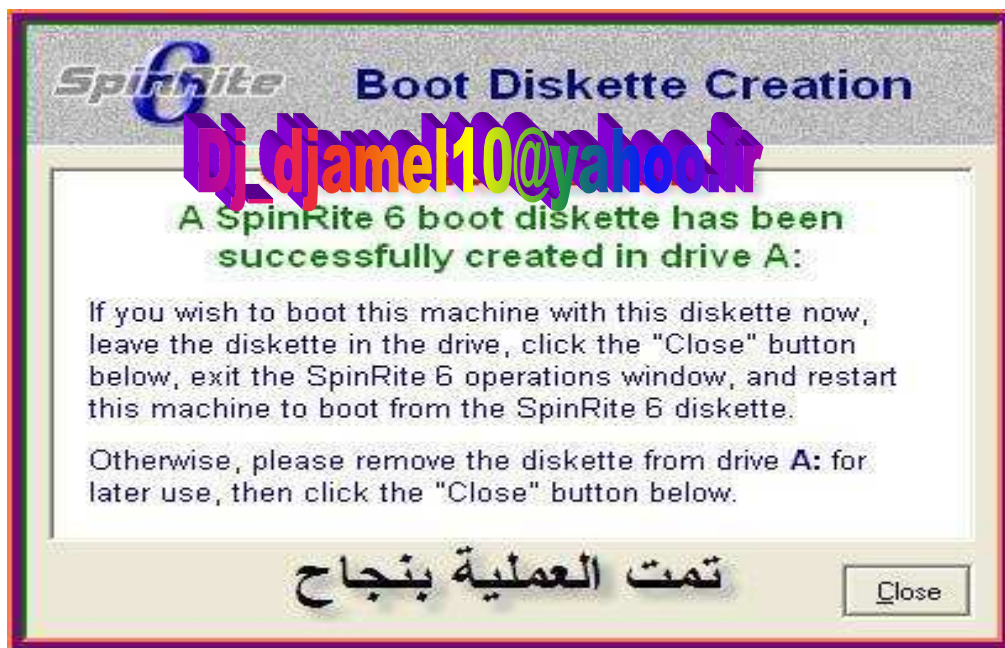 SpinRite 6
Boot Diskette Creation
Dj_djamel10@yahoo.fr
A SpinRite 6 boot diskette has been
successfully created in drive A:
If you wish to boot this machine with this diskette now,
leave the diskette in the drive, click the "Close" button
below, exit the SpinRite 6 operations window, and restart
this machine to boot from the SpinRite 6 diskette.
Otherwise, please remove the diskette from drive A: for
later use, then click the "Close" button below.
تمت العملية بنجاح
Close